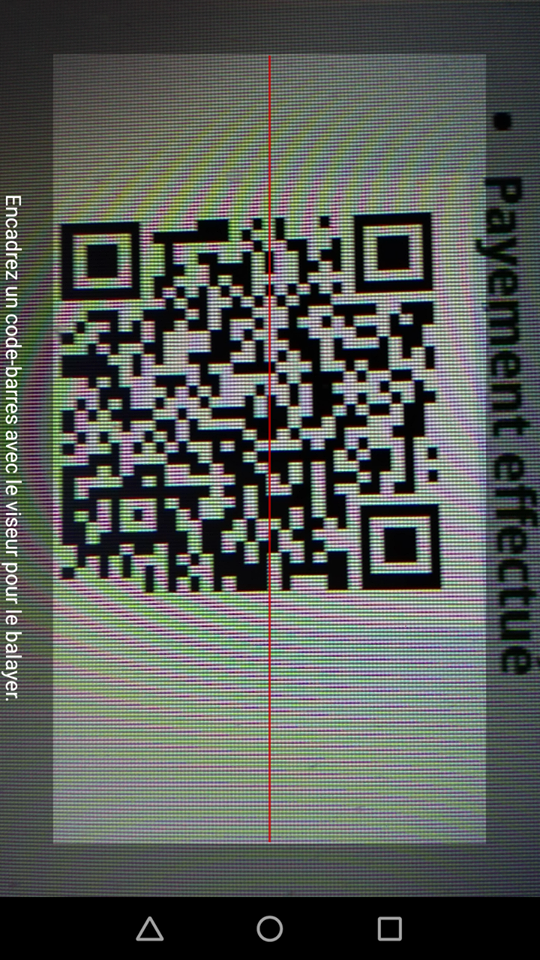 Payement effectué
Encadrez un code-barres avec le viseur pour le balayer.